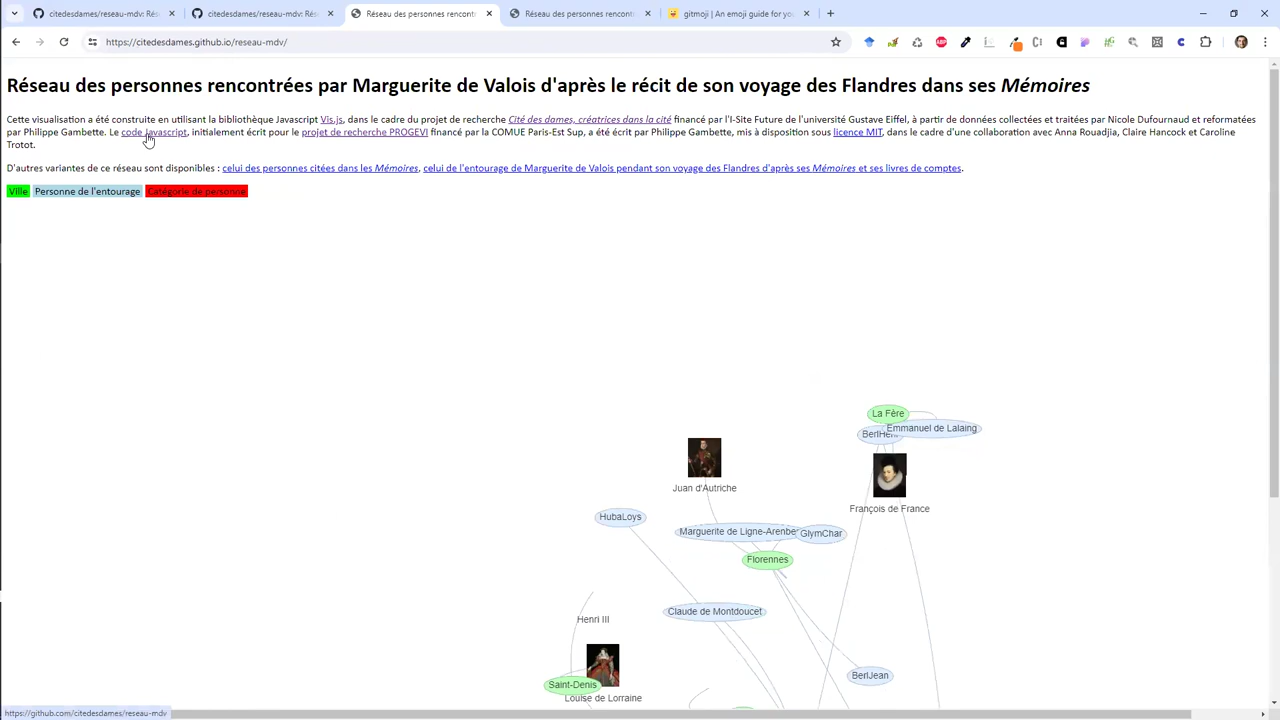 citedesdames/reseau-mdv: Rés
citedesdames/reseau-mdv: Rés
Réseau des personnes rencontré
Réseau des personnes rencontré
gitmoji | An emoji guide for you
https://citedesdames.github.io/reseau-mdv/
Réseau des personnes rencontrées par Marguerite de Valois d'après le récit de son voyage des Flandres dans ses Mémoires
Cette visualisation a été construite en utilisant la bibliothèque Javascript Vis.js, dans le cadre du projet de recherche Cité des dames, créatrices dans la cité financé par l'I-Site Future de l'université Gustave Eiffel, à partir de données collectées et traitées par Nicole Dufournaud et reformatées
par Philippe Gambette. Le code Javascript, initialement écrit pour le projet de recherche PROGEVI financé par la COMUE Paris-Est Sup, a été écrit par Philippe Gambette, mis à disposition sous licence MIT, dans le cadre d'une collaboration avec Anna Rouadjia, Claire Hancock et Caroline
Trotot.
D'autres variantes de ce réseau sont disponibles : celui des personnes citées dans les Mémoires, celui de l'entourage de Marguerite de Valois pendant son voyage des Flandres d'après ses Mémoires et ses livres de comptes.
Ville Personne de l'entourage Catégorie de personne
La Fère
Emmanuel de Lalaing
BerlHenr
Juan d'Autriche
François de France
HubaLoys
Marguerite de Ligne-Arenber
GlymChar
Florennes
Claude de Montdoucet
Henri III
BerlJean
Saint-Denis
Louise de Lorraine
https://github.com/citedesdames/reseau-mdv